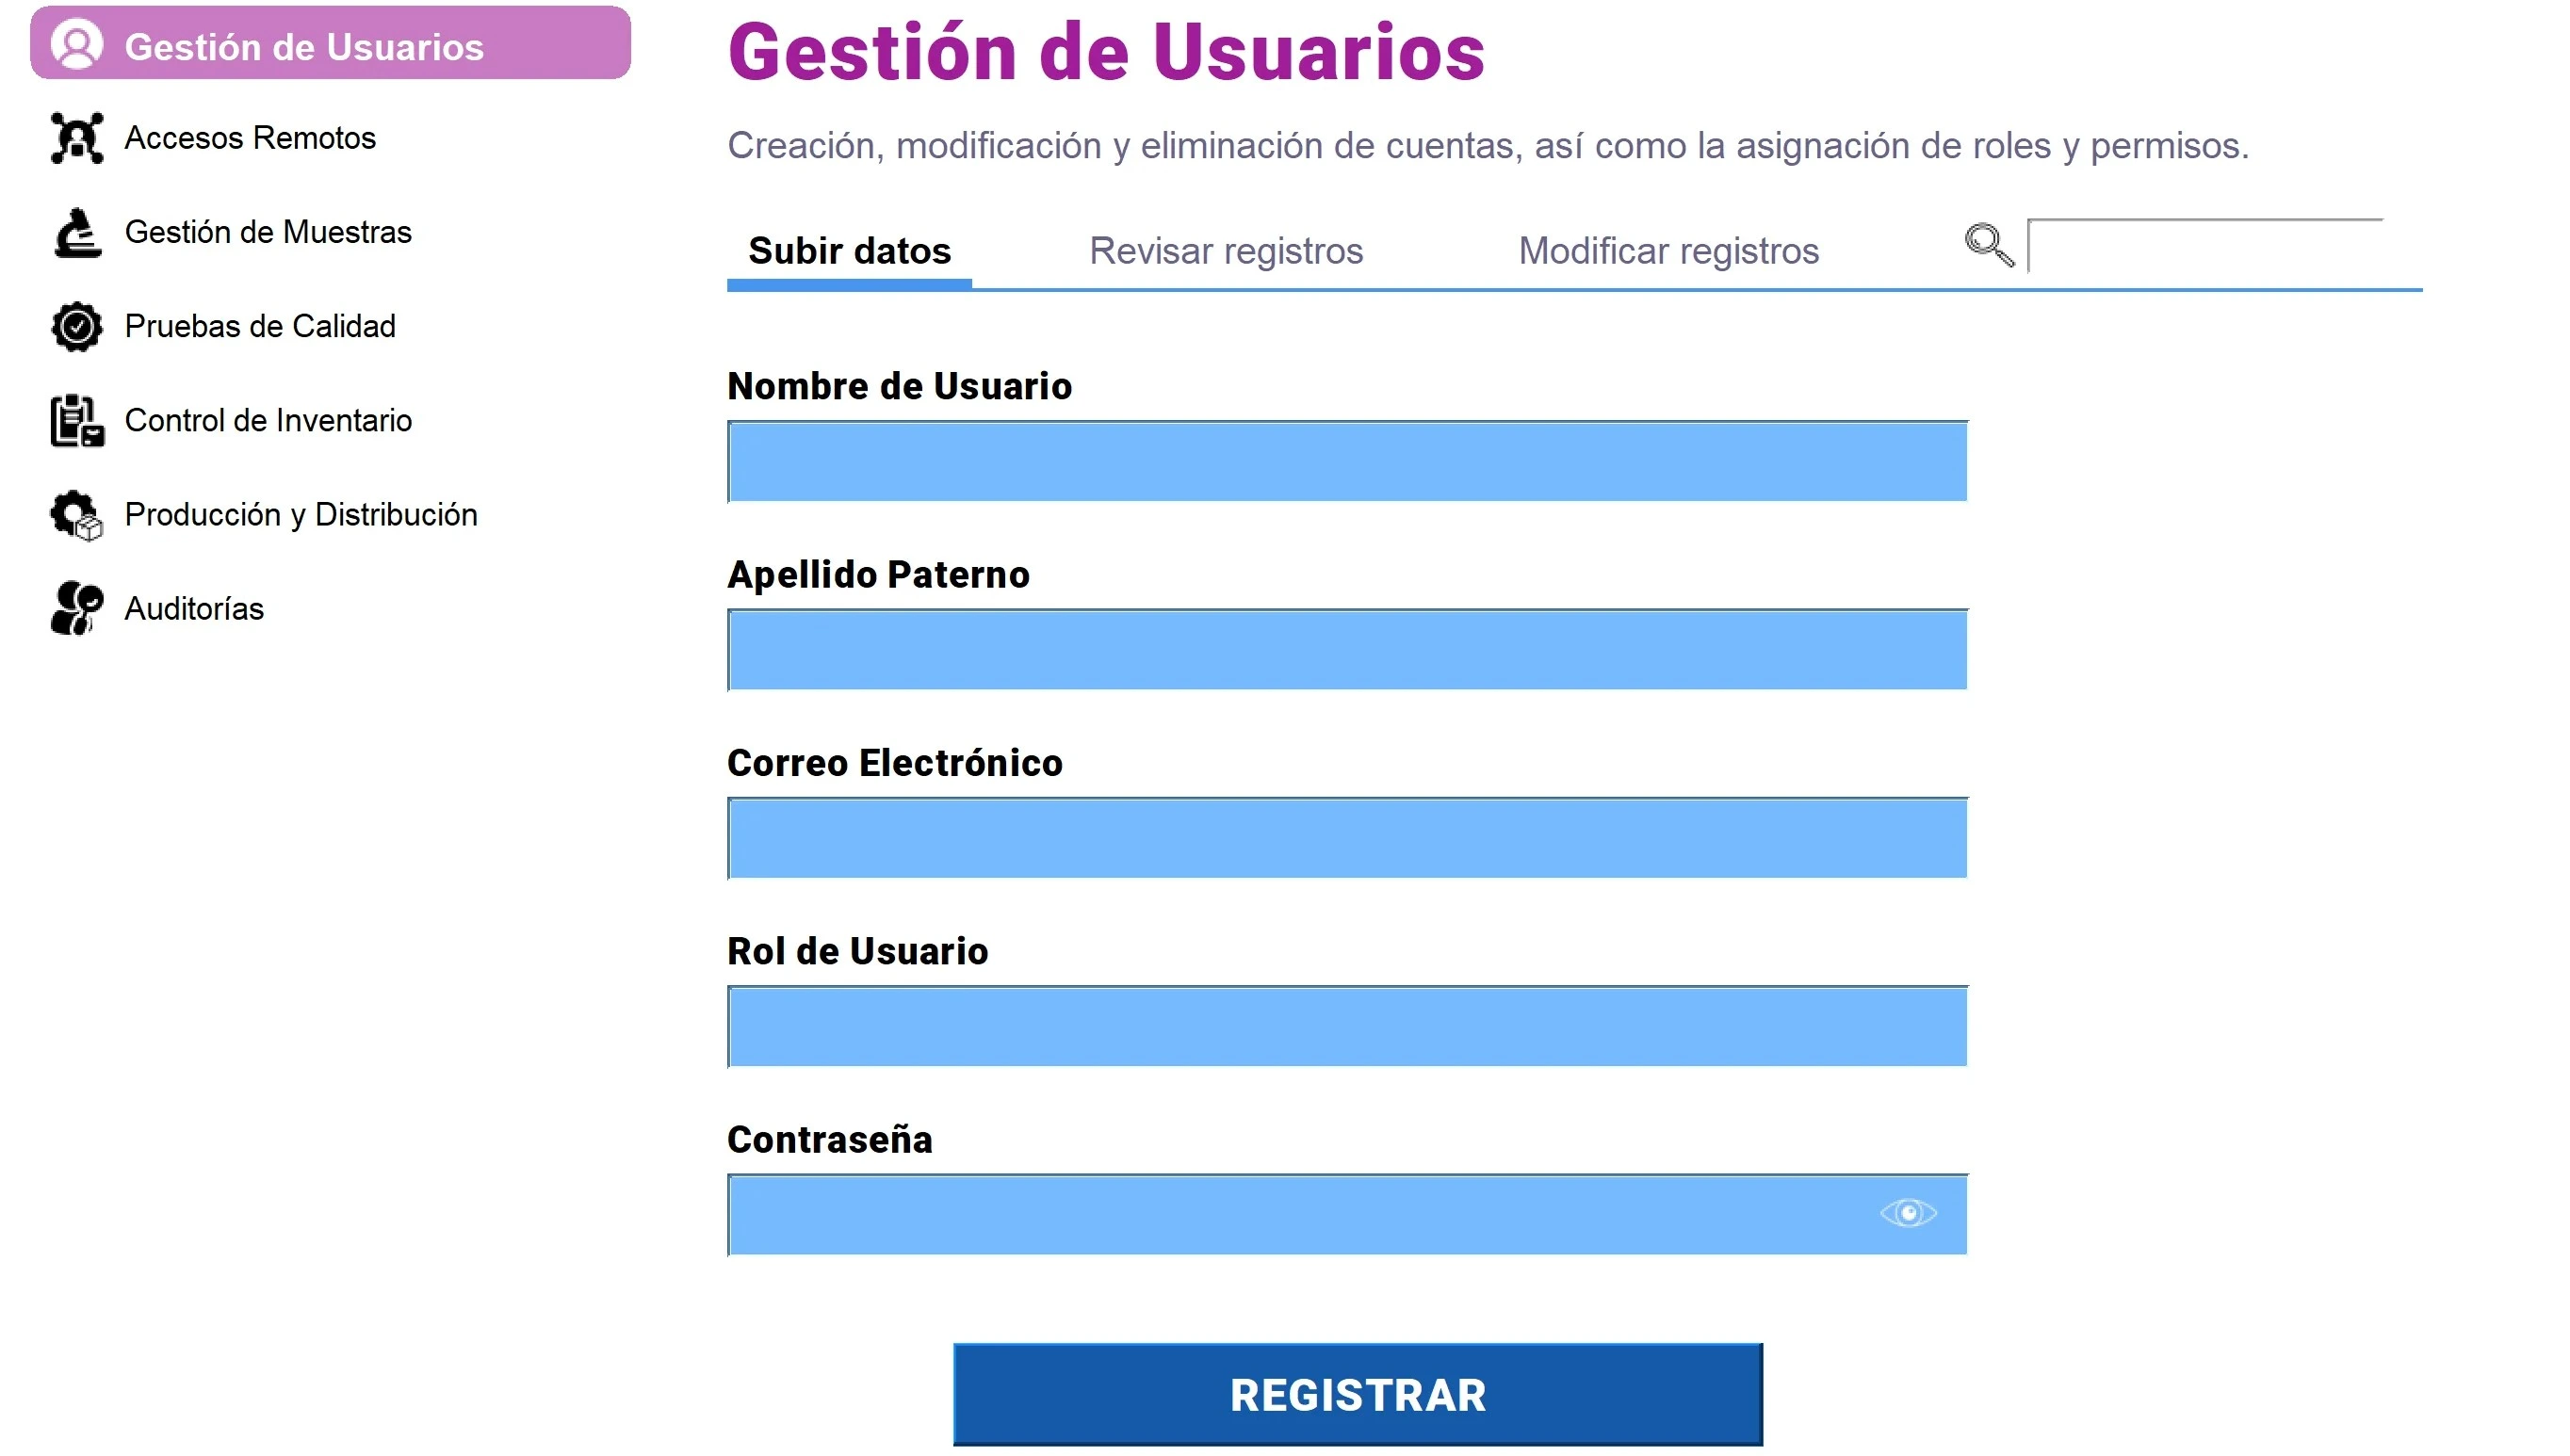 Gestión de Usuarios
Accesos Remotos
Gestión de Muestras
Pruebas de Calidad
Control de Inventario
Producción y Distribución
Auditorías
Gestión de Usuarios
Creación, modificación y eliminación de cuentas, así como la asignación de roles y permisos.
Subir datos Revisar registros Modificar registros
Nombre de Usuario
Apellido Paterno
Correo Electrónico
Rol de Usuario
Contraseña
REGISTRAR